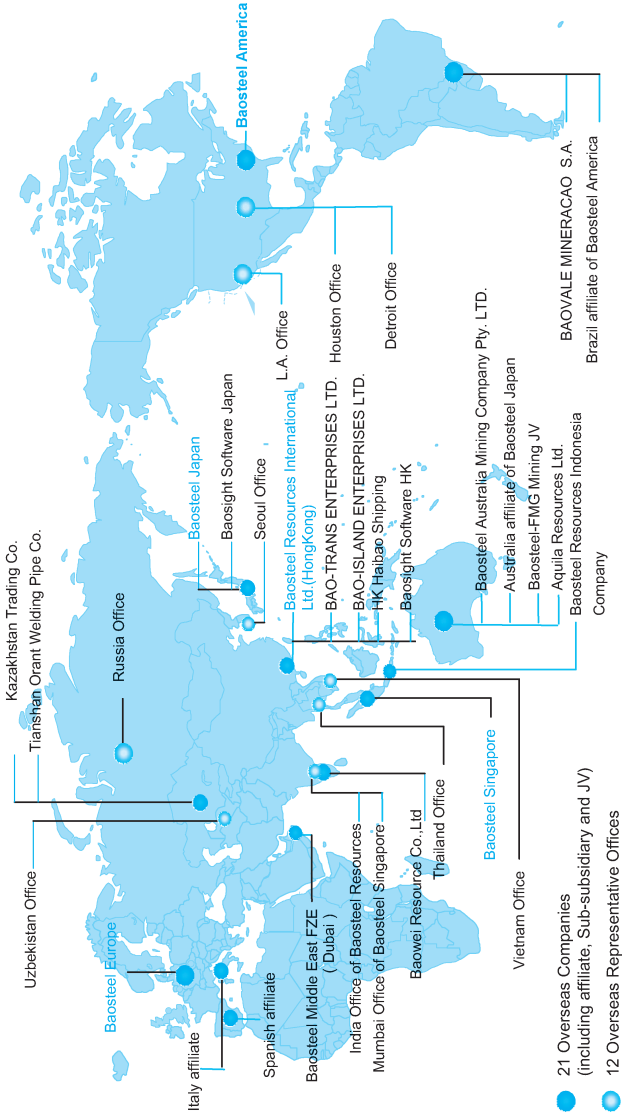 Kazakhstan Trading Co.
Tianshan Orant Welding Pipe Co.
Russia Office
Uzbekistan Office
Baosteel Europe
Italy affiliate
Spanish affiliate
Baosteel Middle East FZE
( Dubai )
India Office of Baosteel Resources
Mumbai Office of Baosteel Singapore
Baowei Resource Co.,Ltd
Thailand Office
Baosteel Singapore
Vietnam Office
Baosteel Japan
Baosight Software Japan
Seoul Office
Baosteel Resources International
Ltd.(HongKong)
BAO-TRANS ENTERPRISES LTD.
BAO-ISLAND ENTERPRISES LTD.
HK Haibao Shipping
Baosight Software HK
Baosteel Australia Mining Company Pty. LTD.
Australia affiliate of Baosteel Japan
Baosteel-FMG Mining JV
Aquila Resources Ltd.
Baosteel Resources Indonesia
Company
Baosteel America
L.A. Office
Houston Office
Detroit Office
BAOVALE MINERACAO S.A.
Brazil affiliate of Baosteel America
21 Overseas Companies
(including affiliate, Sub-subsidiary and JV)
12 Overseas Representative Offices